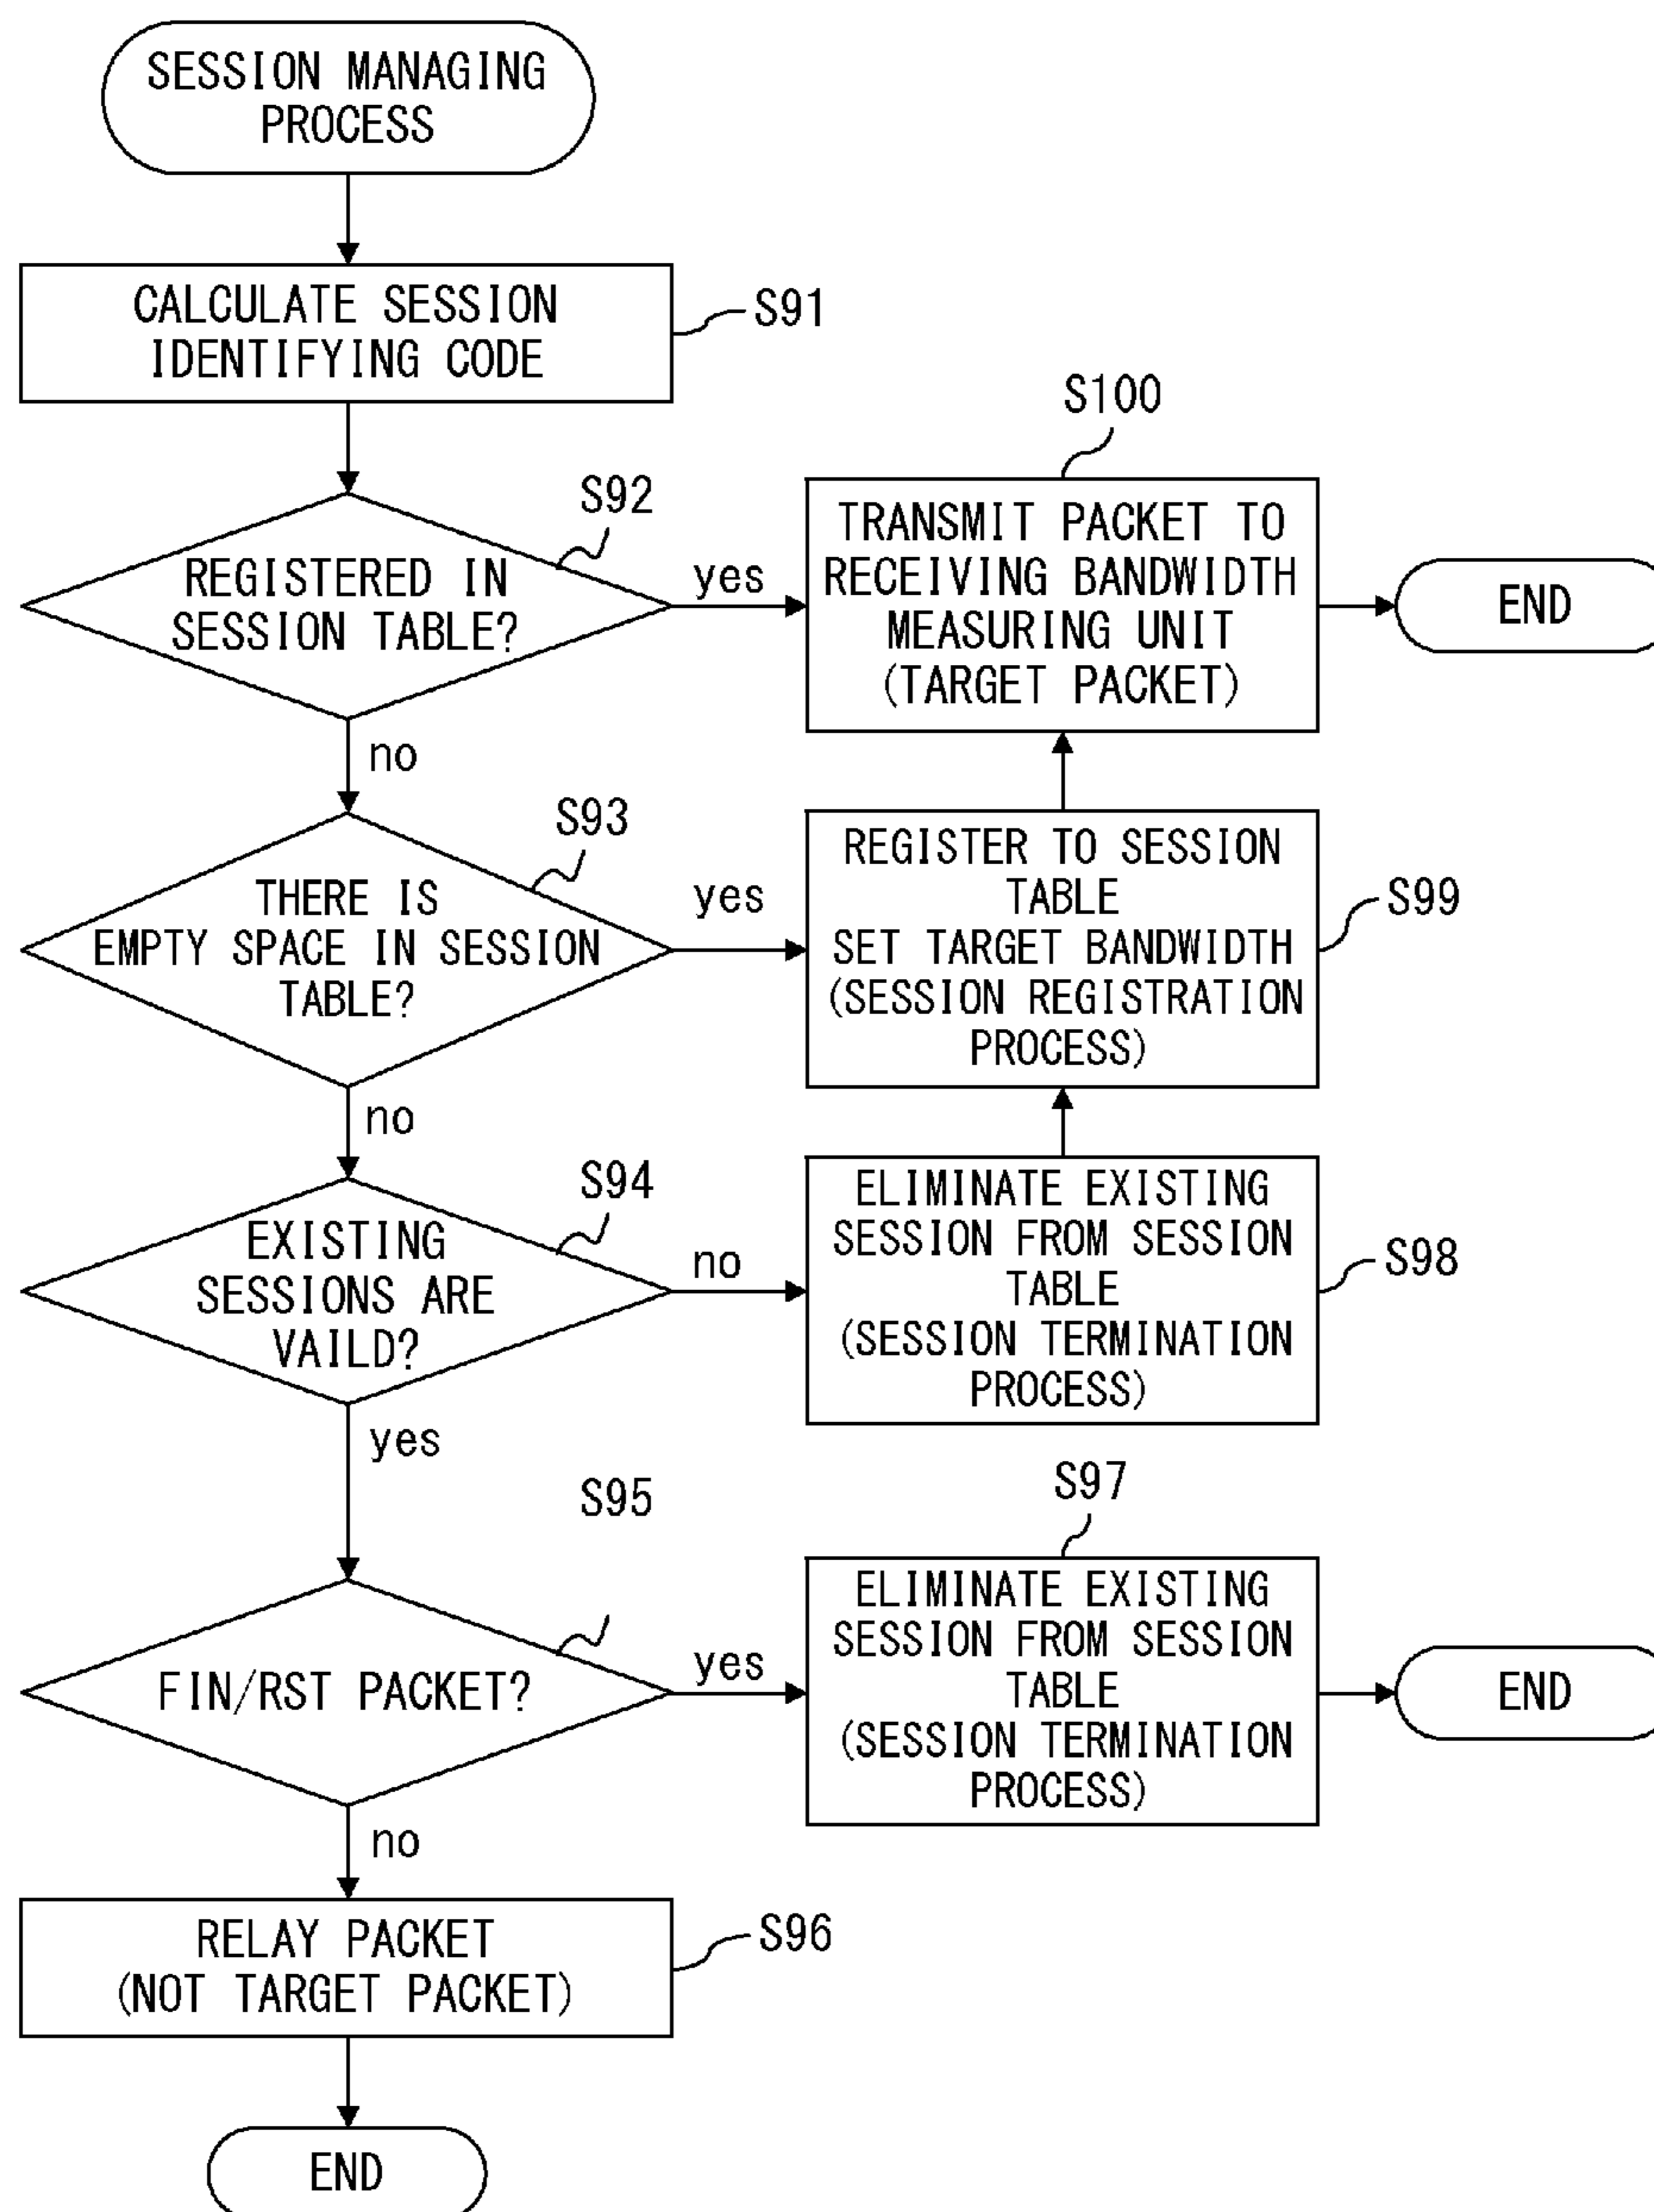 SESSION MANAGING
PROCESS
CALCULATE SESSION
IDENTIFYING CODE
S91
S92
REGISTERED IN
SESSION TABLE?
yes
no
S100
TRANSMIT PACKET TO
RECEIVING BANDWIDTH
MEASURING UNIT
(TARGET PACKET)
END
S93
THERE IS
EMPTY SPACE IN SESSION
TABLE?
yes
no
REGISTER TO SESSION
TABLE
SET TARGET BANDWIDTH
(SESSION REGISTRATION
PROCESS)
S99
S94
EXISTING
SESSIONS ARE
VAILD?
no
yes
ELIMINATE EXISTING
SESSION FROM SESSION
TABLE
(SESSION TERMINATION
PROCESS)
S98
S95
FIN/RST PACKET?
yes
no
S97
ELIMINATE EXISTING
SESSION FROM SESSION
TABLE
(SESSION TERMINATION
PROCESS)
END
RELAY PACKET
(NOT TARGET PACKET)
S96
END